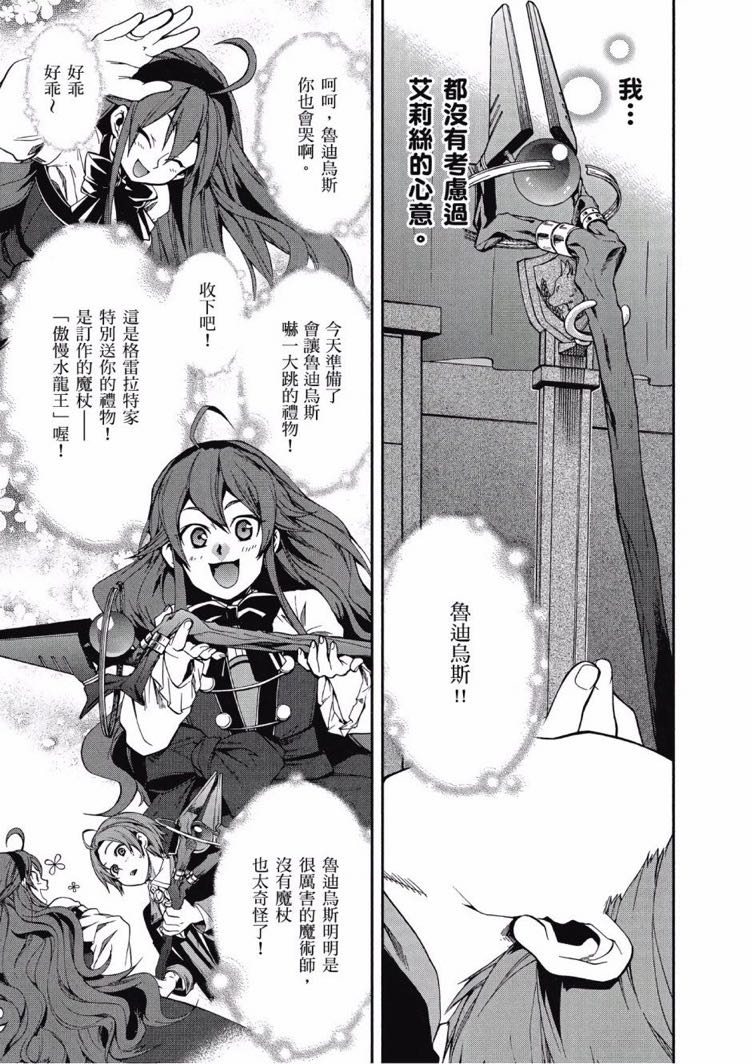 我…
都沒有考慮過
艾莉絲的心意。
魯迪烏斯!!
呵呵，魯迪烏斯
你也會哭啊。
好乖
好乖～
今天準備了
會讓魯迪烏斯
嚇一大跳的禮物！
收下吧！
這是格雷拉特家
特別送你的禮物！
是訂作的魔杖──
「傲慢水龍王」喔！
魯迪烏斯明明是
很厲害的魔術師，
沒有魔杖
也太奇怪了！